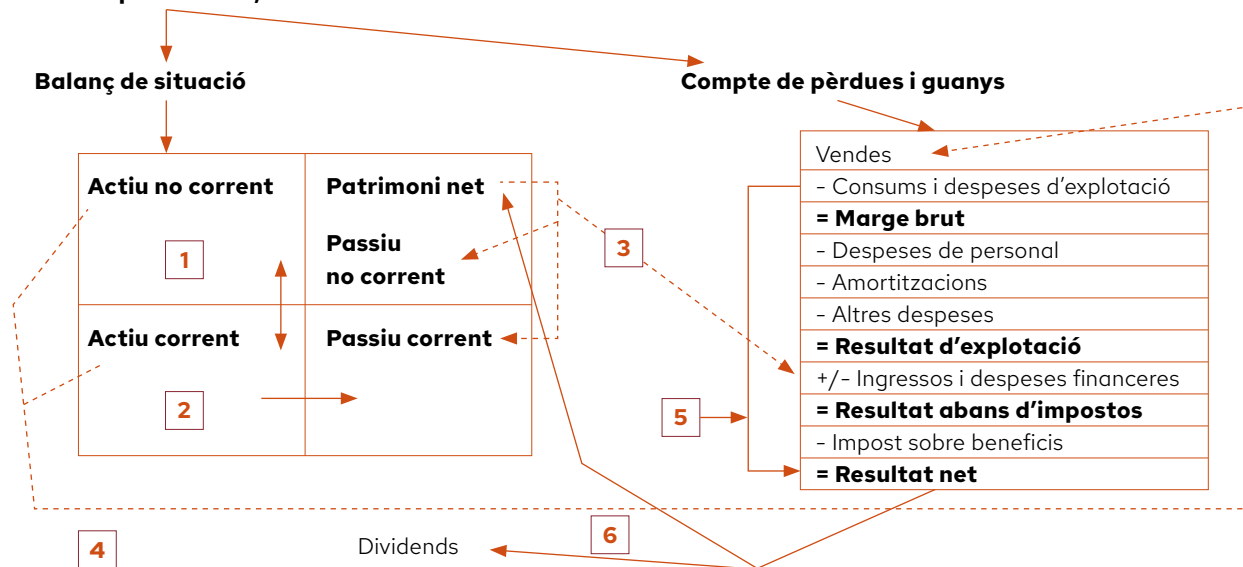 Balanç de situació
Compte de pèrdues i guanys
Actiu no corrent
Patrimoni net
1
Passiu
no corrent
Actiu corrent
Passiu corrent
2
3
Vendes
- Consums i despeses d'explotació
= Marge brut
- Despeses de personal
- Amortitzacions
- Altres despeses
= Resultat d'explotació
+/- Ingressos i despeses financeres
= Resultat abans d'impostos
- Impost sobre beneficis
= Resultat net
5
4
Dividends
6